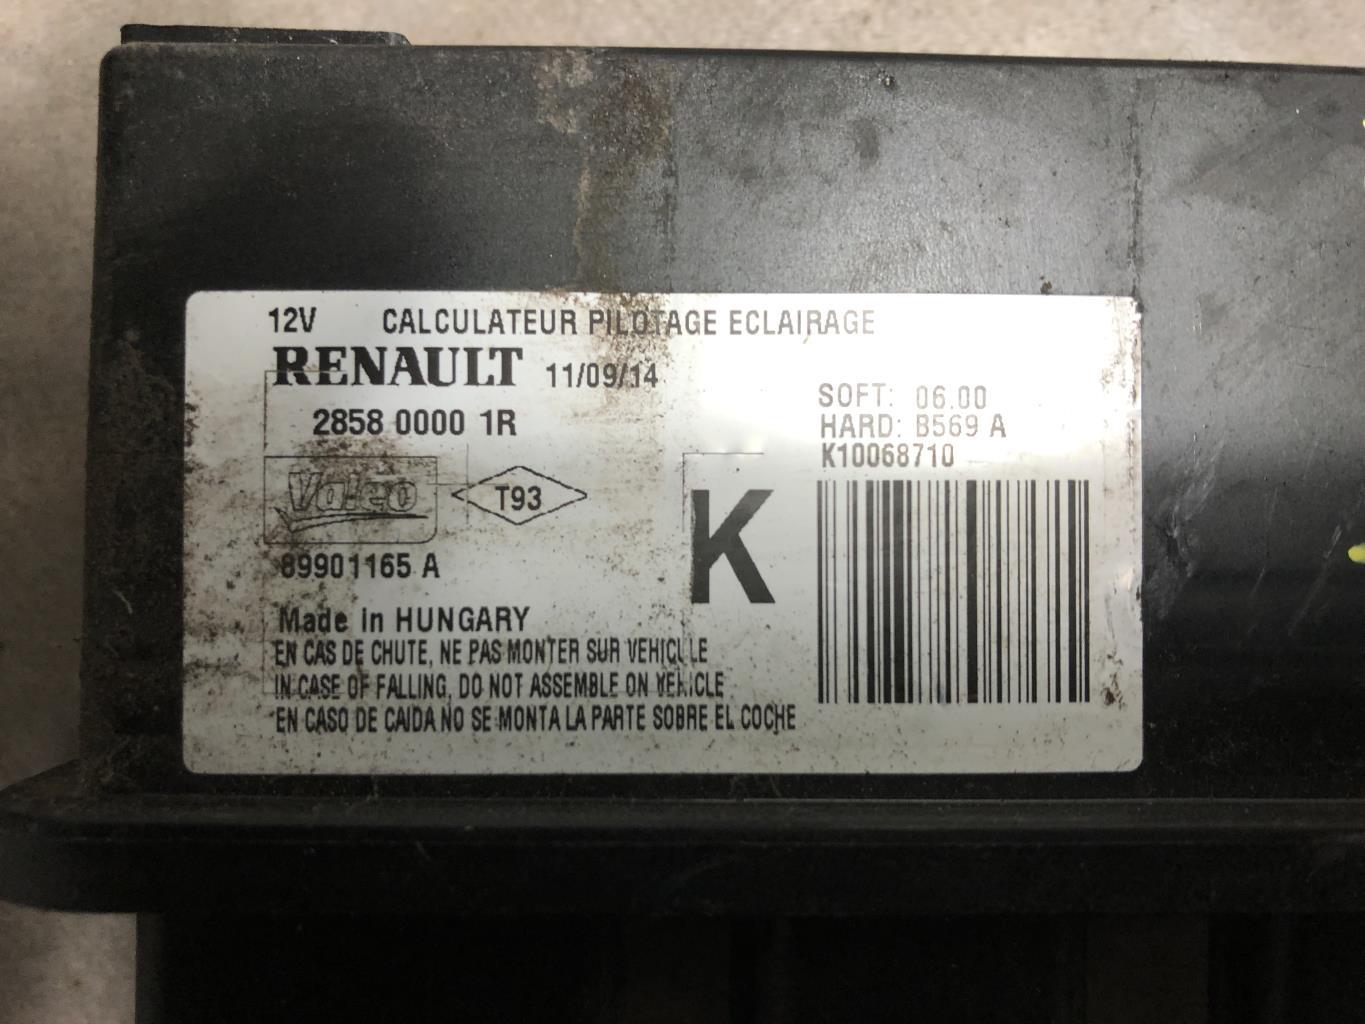 12V CALCULATEUR PILOTAGE ECLAIRAGE
RENAULT 11/09/14
2858 0000 1R
SOFT: 06.00
HARD: B569 A
K10068710
Valeo
T93
K
89901165 A
Made in HUNGARY
EN CAS DE CHUTE, NE PAS MONTER SUR VEHICULE
IN CASE OF FALLING, DO NOT ASSEMBLE ON VEHICLE
EN CASO DE CAIDA NO SE MONTA LA PARTE SOBRE EL COCHE